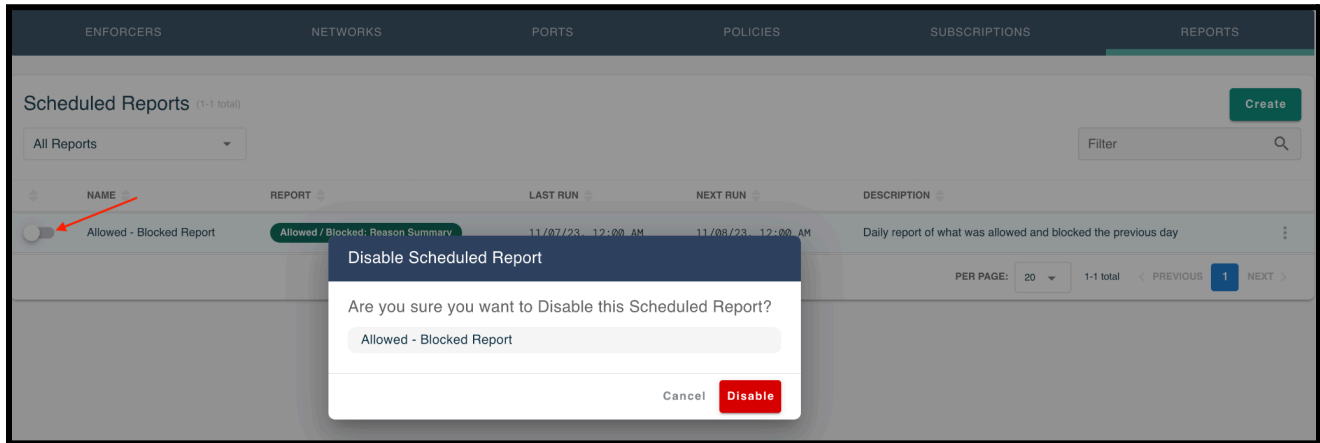 ENFORCERS NETWORKS PORTS POLICIES SUBSCRIPTIONS REPORTS
Scheduled Reports (1-1 total)
Create
All Reports
Filter
NAME REPORT LAST RUN NEXT RUN DESCRIPTION
Allowed - Blocked Report Allowed / Blocked: Reason Summary 11/07/23, 12:00 AM 11/08/23, 12:00 AM Daily report of what was allowed and blocked the previous day
Disable Scheduled Report
PER PAGE: 20 1-1 total < PREVIOUS 1 NEXT >
Are you sure you want to Disable this Scheduled Report?
Allowed - Blocked Report
Cancel Disable